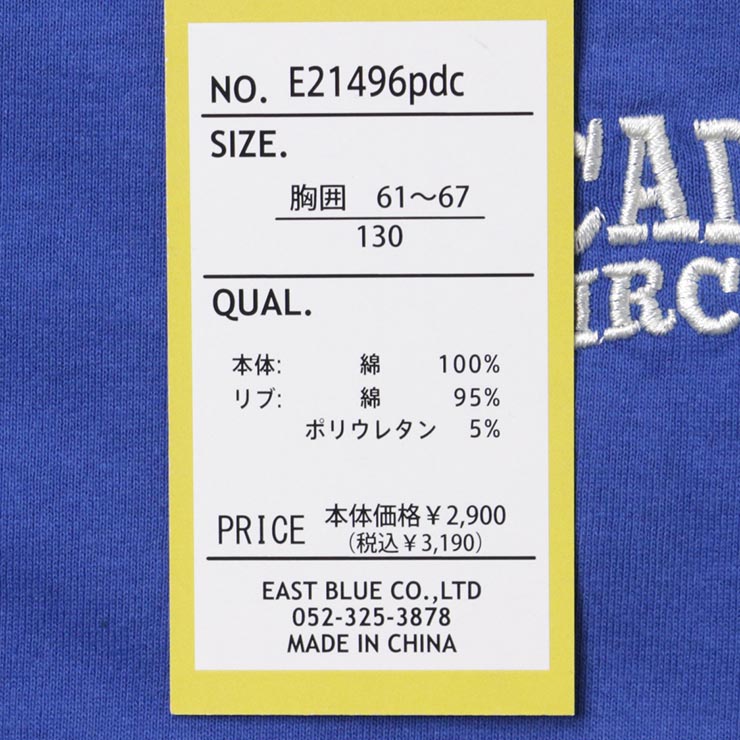 NO. E21496pdc
SIZE.
胸囲 61～67
130
QUAL.
本体: 綿 100%
リブ: 綿 95%
ポリウレタン 5%
PRICE 本体価格￥2,900
(税込￥3,190)
EAST BLUE CO.,LTD
052-325-3878
MADE IN CHINA